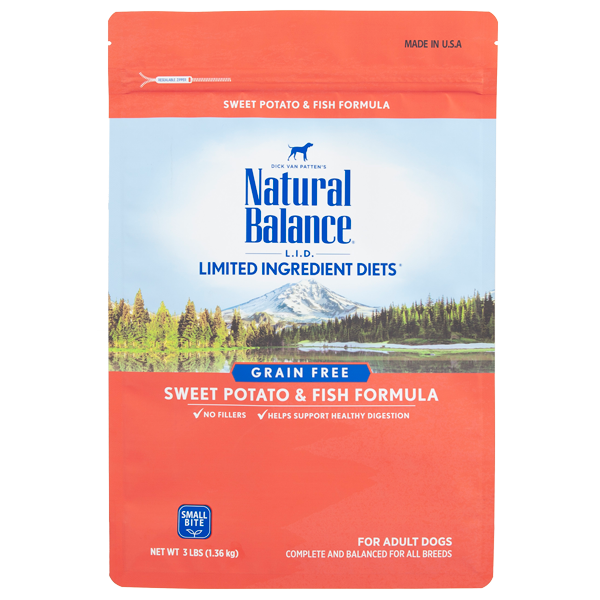 MADE IN U.S.A
RESEALABLE ZIPPER
SWEET POTATO & FISH FORMULA
DICK VAN PATTEN'S
Natural
Balance®
L.I.D.
LIMITED INGREDIENT DIETS®
GRAIN FREE
SWEET POTATO & FISH FORMULA
✓NO FILLERS ✓HELPS SUPPORT HEALTHY DIGESTION
SMALL
BITE
NET WT 3 LBS (1.36 kg)
FOR ADULT DOGS
COMPLETE AND BALANCED FOR ALL BREEDS